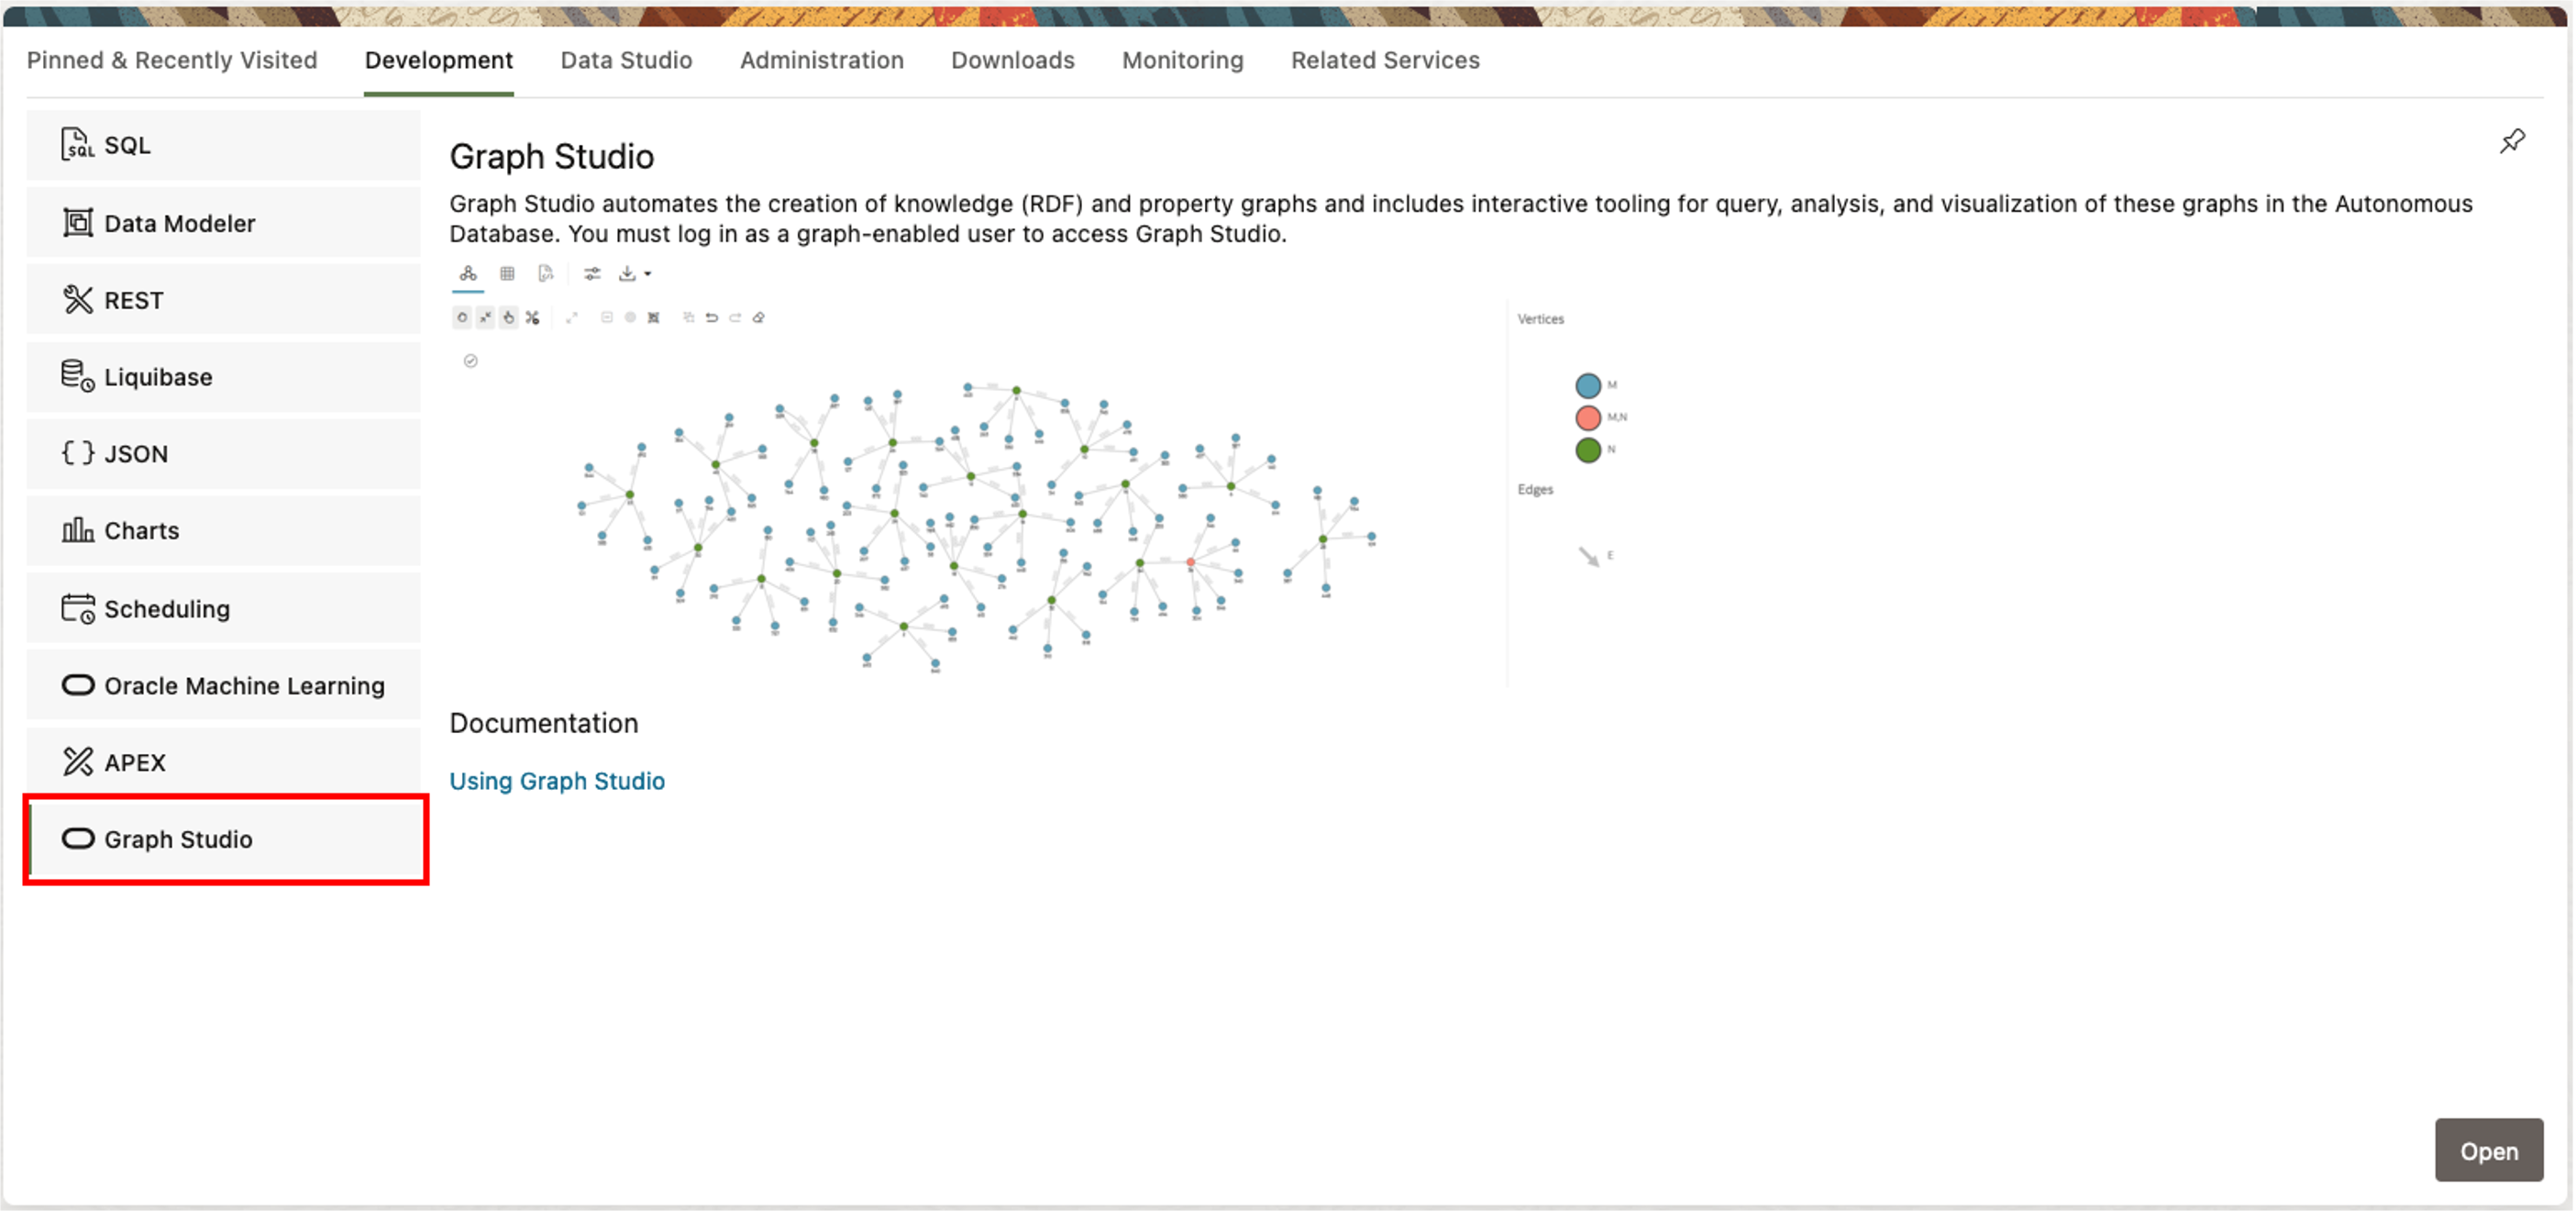 Pinned & Recently Visited Development Data Studio Administration Downloads Monitoring Related Services
SQL
SQL
Data Modeler
REST
Liquibase
{ } JSON
Charts
Scheduling
Oracle Machine Learning
APEX
Graph Studio
Graph Studio
Graph Studio automates the creation of knowledge (RDF) and property graphs and includes interactive tooling for query, analysis, and visualization of these graphs in the Autonomous
Database. You must log in as a graph-enabled user to access Graph Studio.
Vertices
M
M,N
N
Edges
E
Documentation
Using Graph Studio
Open